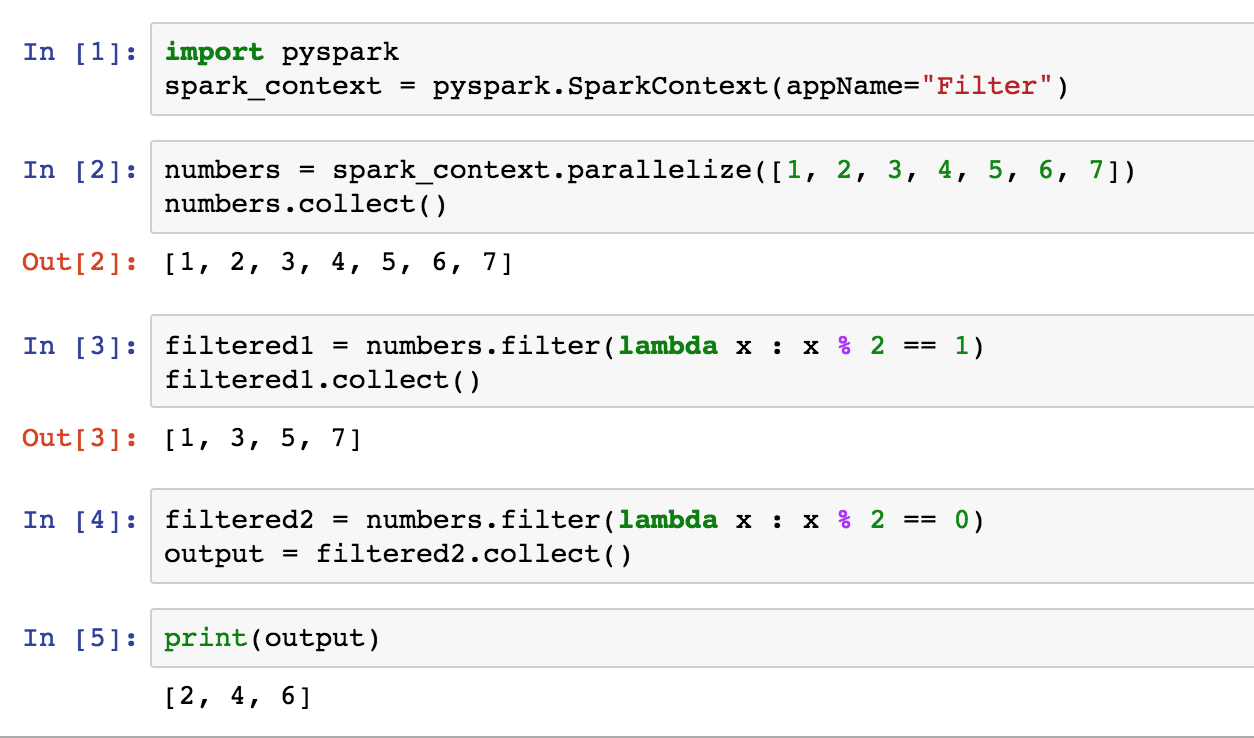 In [1]: import pyspark
spark_context = pyspark.SparkContext(appName="Filter")
In [2]: numbers = spark_context.parallelize([1, 2, 3, 4, 5, 6, 7])
numbers.collect()
Out[2]: [1, 2, 3, 4, 5, 6, 7]
In [3]: filtered1 = numbers.filter(lambda x : x % 2 == 1)
filtered1.collect()
Out[3]: [1, 3, 5, 7]
In [4]: filtered2 = numbers.filter(lambda x : x % 2 == 0)
output = filtered2.collect()
In [5]: print(output)
[2, 4, 6]